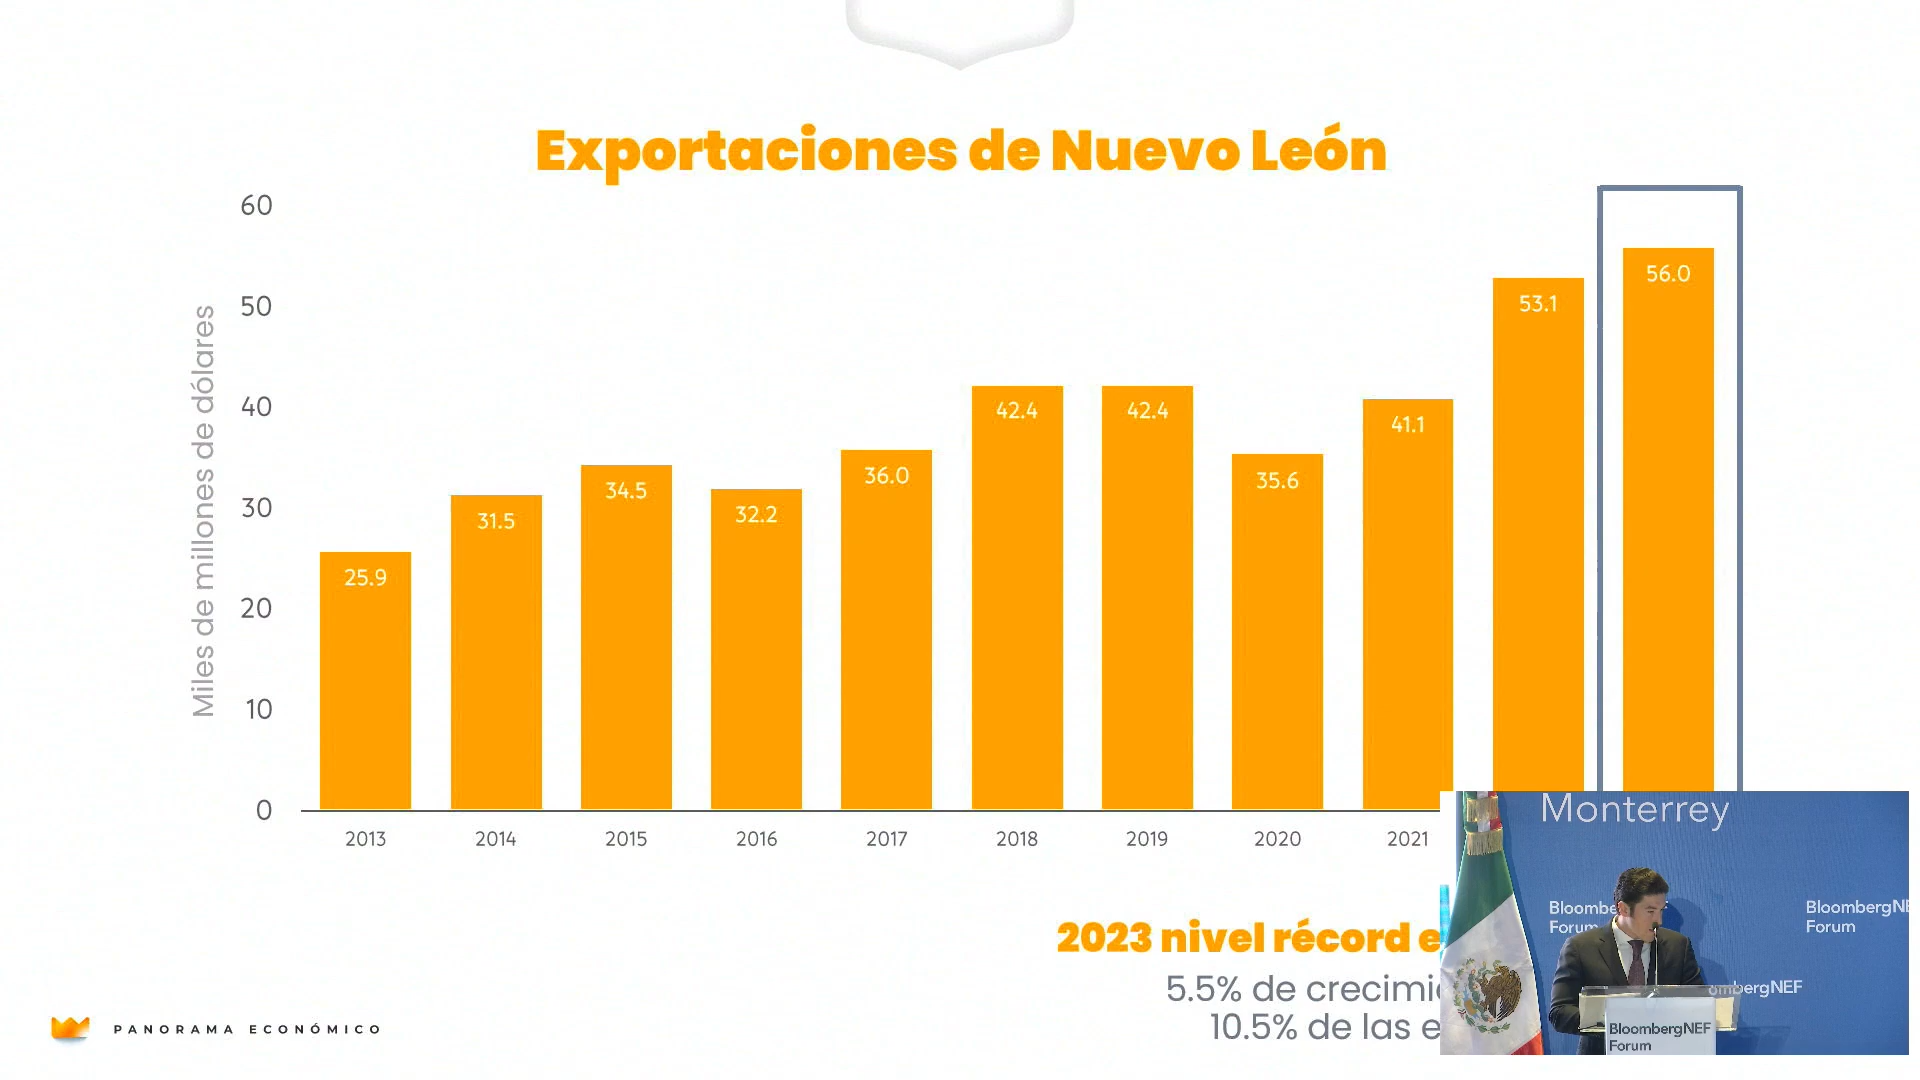 Exportaciones de Nuevo León
60
50
40
30
20
10
0
Miles de millones de dólares
25.9
31.5
34.5
32.2
36.0
42.4
42.4
35.6
41.1
53.1
56.0
2013
2014
2015
2016
2017
2018
2019
2020
2021
2023 nivel récord
5.5% de
10.5% de las
PANORAMA ECONÓMICO
Monterrey
Forum
BloombergNEF
Forum